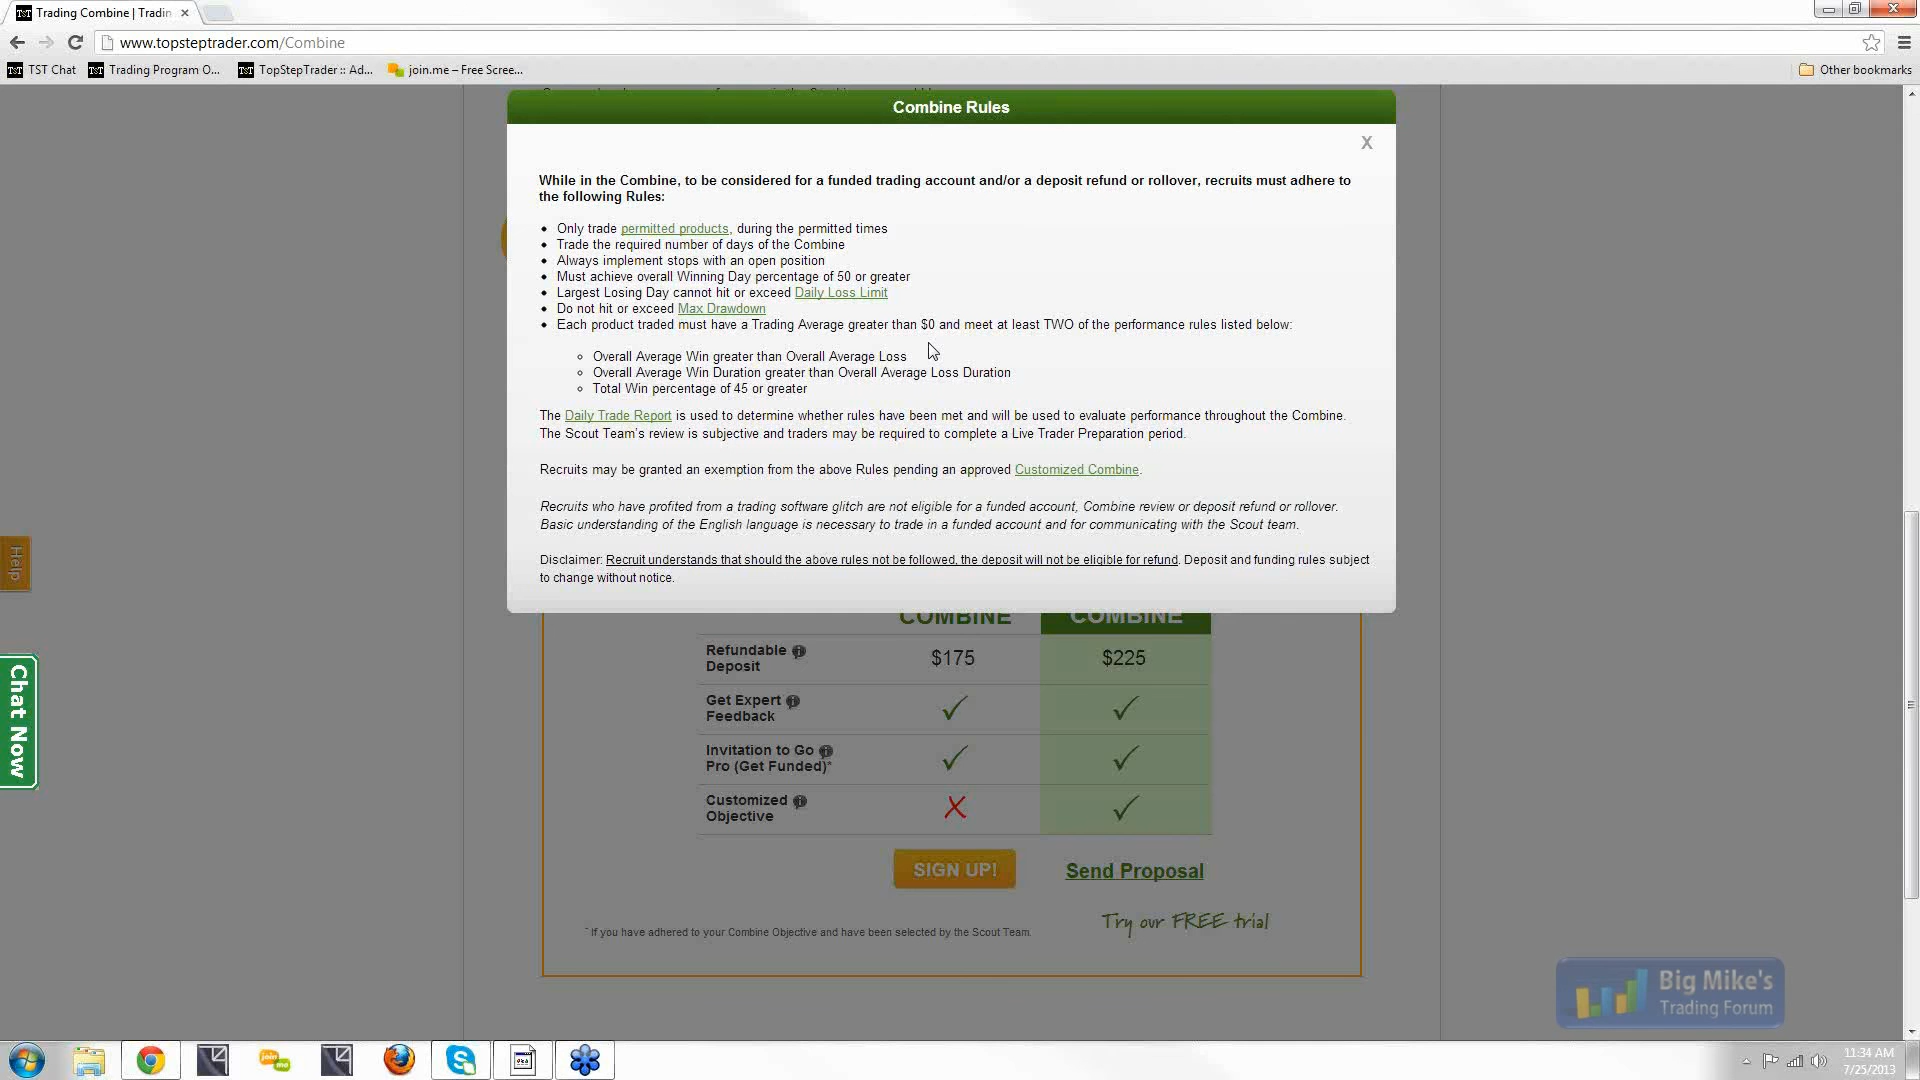 Trading Combine | Tradin
www.topsteptrader.com/Combine
TST Chat
Trading Program O...
TopStepTrader :: Ad...
join.me – Free Scree...
Other bookmarks
Combine Rules
X
While in the Combine, to be considered for a funded trading account and/or a deposit refund or rollover, recruits must adhere to
the following Rules:
Only trade permitted products, during the permitted times
Trade the required number of days of the Combine
Always implement stops with an open position
Must achieve overall Winning Day percentage of 50 or greater
Largest Losing Day cannot hit or exceed Daily Loss Limit
Do not hit or exceed Max Drawdown
Each product traded must have a Trading Average greater than $0 and meet at least TWO of the performance rules listed below:
Overall Average Win greater than Overall Average Loss
Overall Average Win Duration greater than Overall Average Loss Duration
Total Win percentage of 45 or greater
The Daily Trade Report is used to determine whether rules have been met and will be used to evaluate performance throughout the Combine.
The Scout Team's review is subjective and traders may be required to complete a Live Trader Preparation period.
Recruits may be granted an exemption from the above Rules pending an approved Customized Combine.
Recruits who have profited from a trading software glitch are not eligible for a funded account, Combine review or deposit refund or rollover.
Basic understanding of the English language is necessary to trade in a funded account and for communicating with the Scout team.
Disclaimer: Recruit understands that should the above rules not be followed, the deposit will not be eligible for refund. Deposit and funding rules subject
to change without notice.
Help
Chat Now
COMBINE COMBINE
Refundable
Deposit
$175 $225
Get Expert
Feedback
Invitation to Go
Pro (Get Funded)*
Customized
Objective
SIGN UP!
Send Proposal
Try our FREE trial
* If you have adhered to your Combine Objective and have been selected by the Scout Team.
Big Mike's
Trading Forum
join
me
11:34 AM
7/25/2013